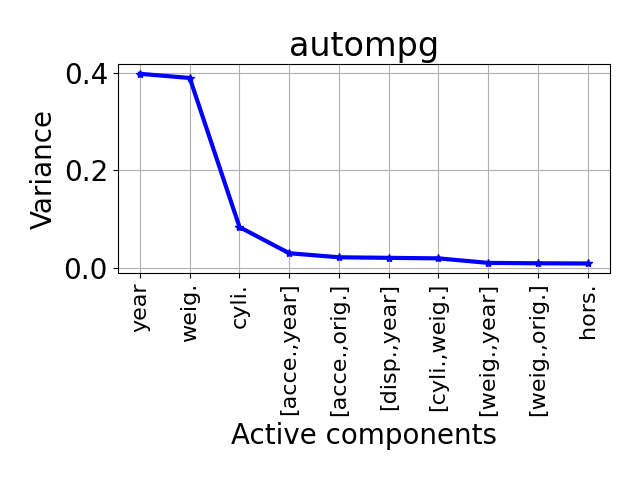 autompg
Variance
0.4
0.2
0.0
year
weig.
cyli.
[acce.,year]
[acce.,orig.]
[disp.,year]
[cyli.,weig.]
[weig.,year]
[weig.,orig.]
hors.
Active components